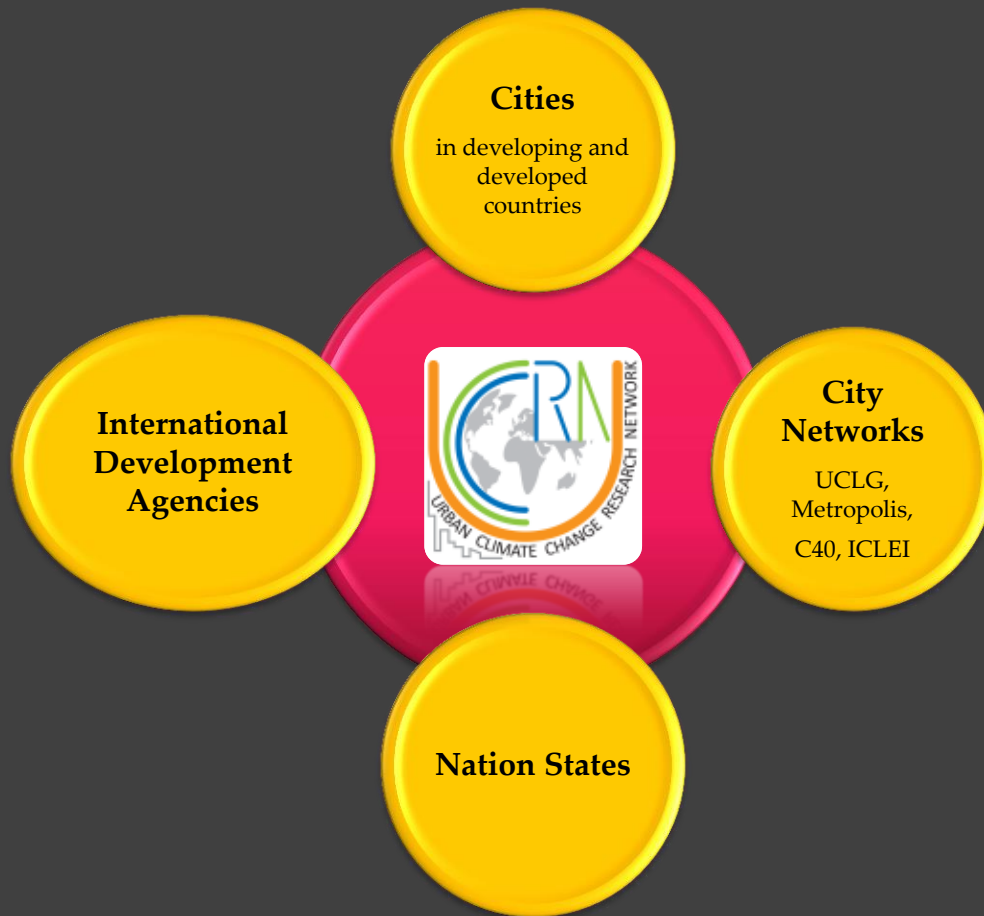 Cities
in developing and
developed
countries
International
Development
Agencies
UCCRN
URBAN CLIMATE CHANGE RESEARCH NETWORK
City
Networks
UCLG,
Metropolis,
C40, ICLEI
Nation States